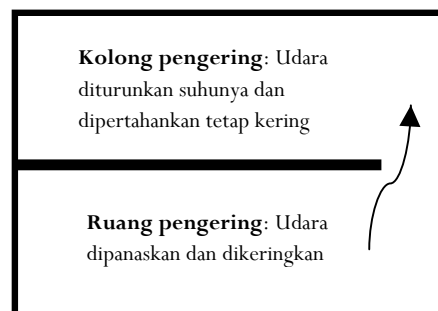 Kolong pengering: Udara
diturunkan suhunya dan
dipertahankan tetap kering
Ruang pengering: Udara
dipanaskan dan dikeringkan